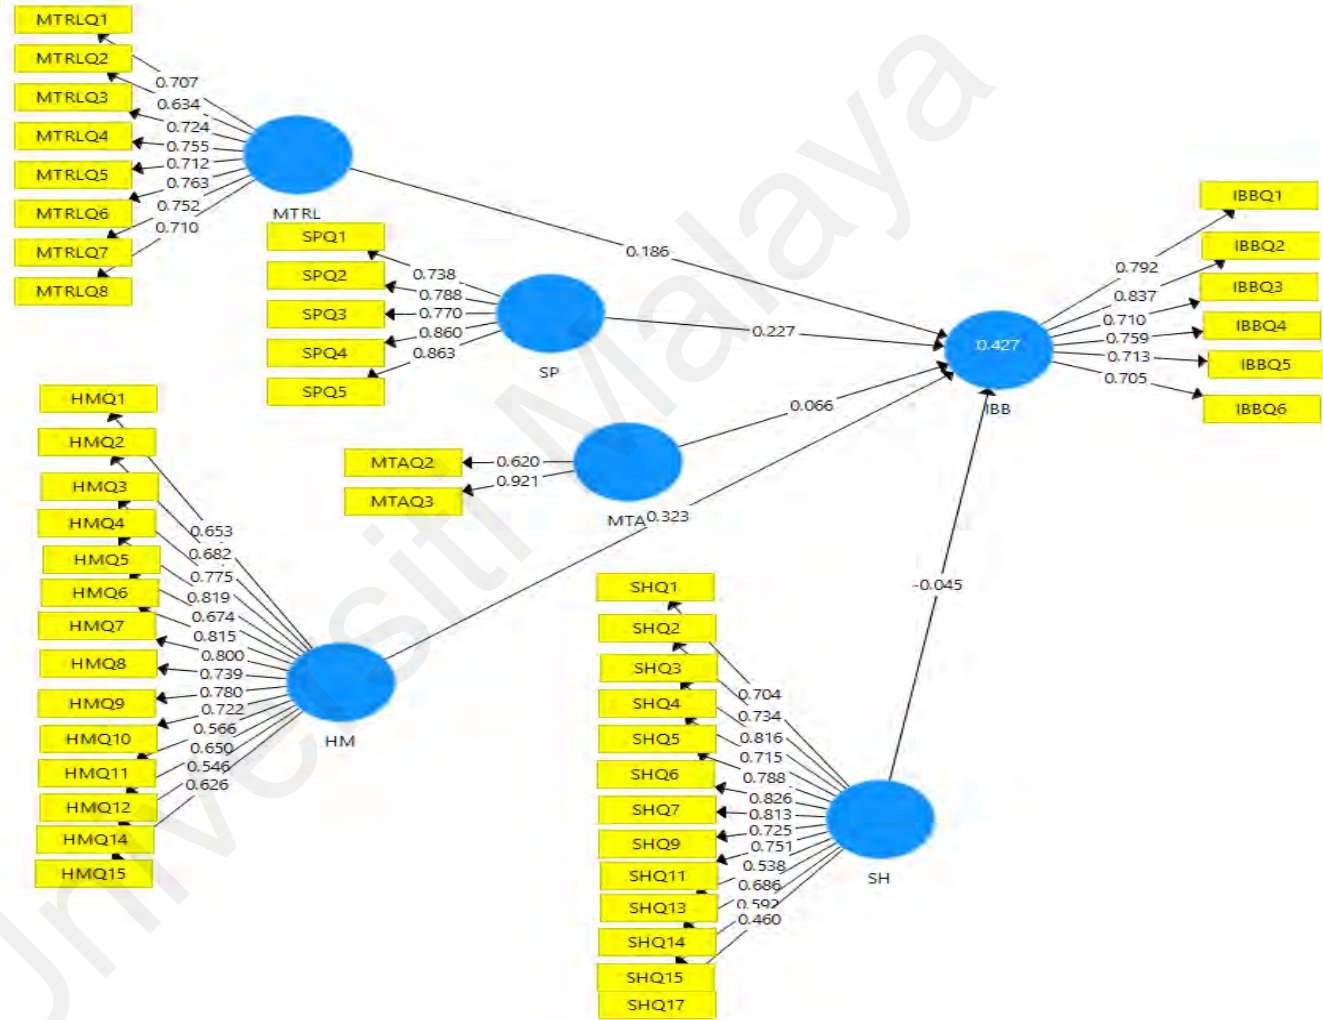 MTRLQ1
MTRLQ2
MTRLQ3
MTRLQ4
MTRLQ5
MTRLQ6
MTRLQ7
MTRLQ8
0.707
0.634
0.724
0.755
0.712
0.763
0.752
0.710
MTRL
0.186
SPQ1
SPQ2
SPQ3
SPQ4
SPQ5
0.738
0.788
0.770
0.860
0.863
SP
0.227
IBBQ1
IBBQ2
IBBQ3
IBBQ4
IBBQ5
IBBQ6
0.792
0.837
0.710
0.759
0.713
0.705
0.427
IBB
MTAQ2
MTAQ3
0.620
0.921
MTA
0.066
0.323
HMQ1
HMQ2
HMQ3
HMQ4
HMQ5
HMQ6
HMQ7
HMQ8
HMQ9
HMQ10
HMQ11
HMQ12
HMQ14
HMQ15
0.653
0.682
0.775
0.819
0.674
0.815
0.800
0.739
0.780
0.722
0.566
0.650
0.546
0.626
HM
-0.045
SHQ1
SHQ2
SHQ3
SHQ4
SHQ5
SHQ6
SHQ7
SHQ9
SHQ11
SHQ13
SHQ14
SHQ15
SHQ17
0.704
0.734
0.816
0.715
0.788
0.826
0.813
0.725
0.751
0.538
0.686
0.592
0.460
SH
Universiti Malaya